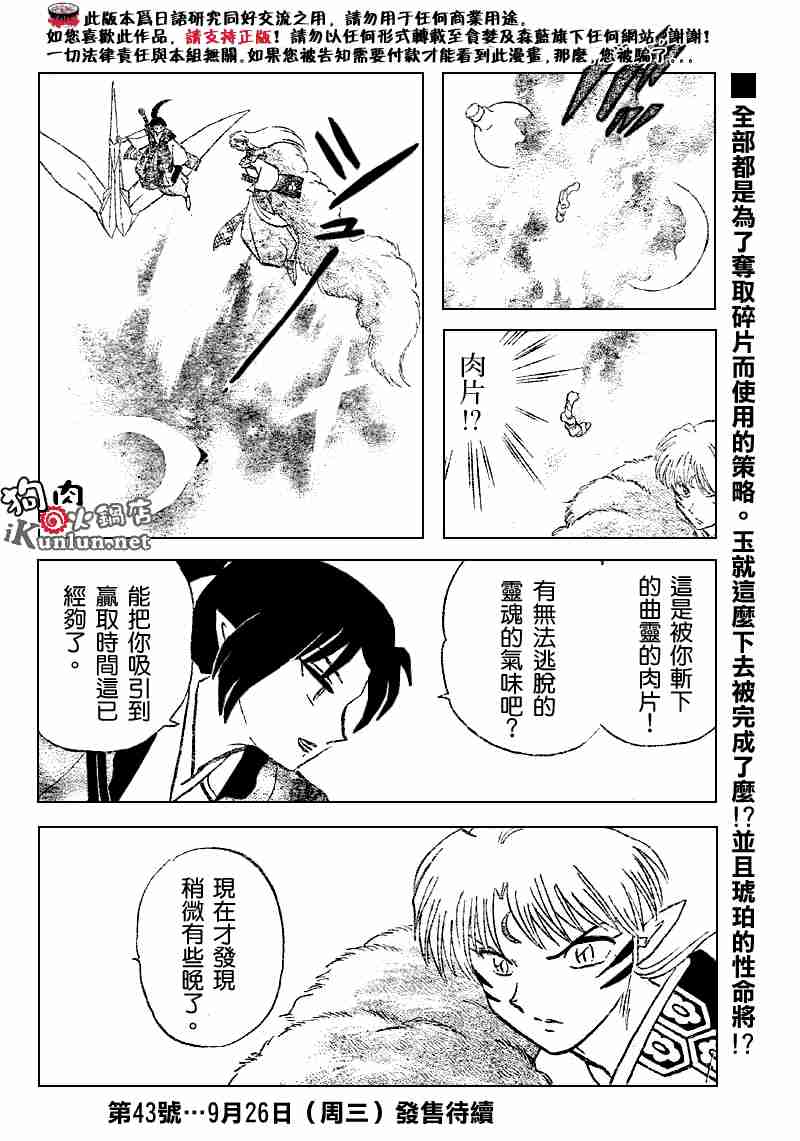 此版本爲日語研究同好交流之用，請勿用于任何商業用途。
如您喜歡此作品，請支持正版！請勿以任何形式轉載至貪婪及森藍旗下任何網站，謝謝！
一切法律責任與本組無關。如果您被告知需要付款才能看到此漫畫，那麼，您被騙了...
■全部都是為了奪取碎片而使用的策略。玉就這麼下去被完成了麼!?並且琥珀的性命將!?
肉片!?
狗肉
火鍋店
iKunlun.net
這是被你斬下
的曲靈的肉片！
有無法逃脫的
靈魂的氣味吧？
能把你吸引到
贏取時間這已
經夠了。
現在才發現
稍微有些晚了。
第43號…9月26日（周三）發售待續